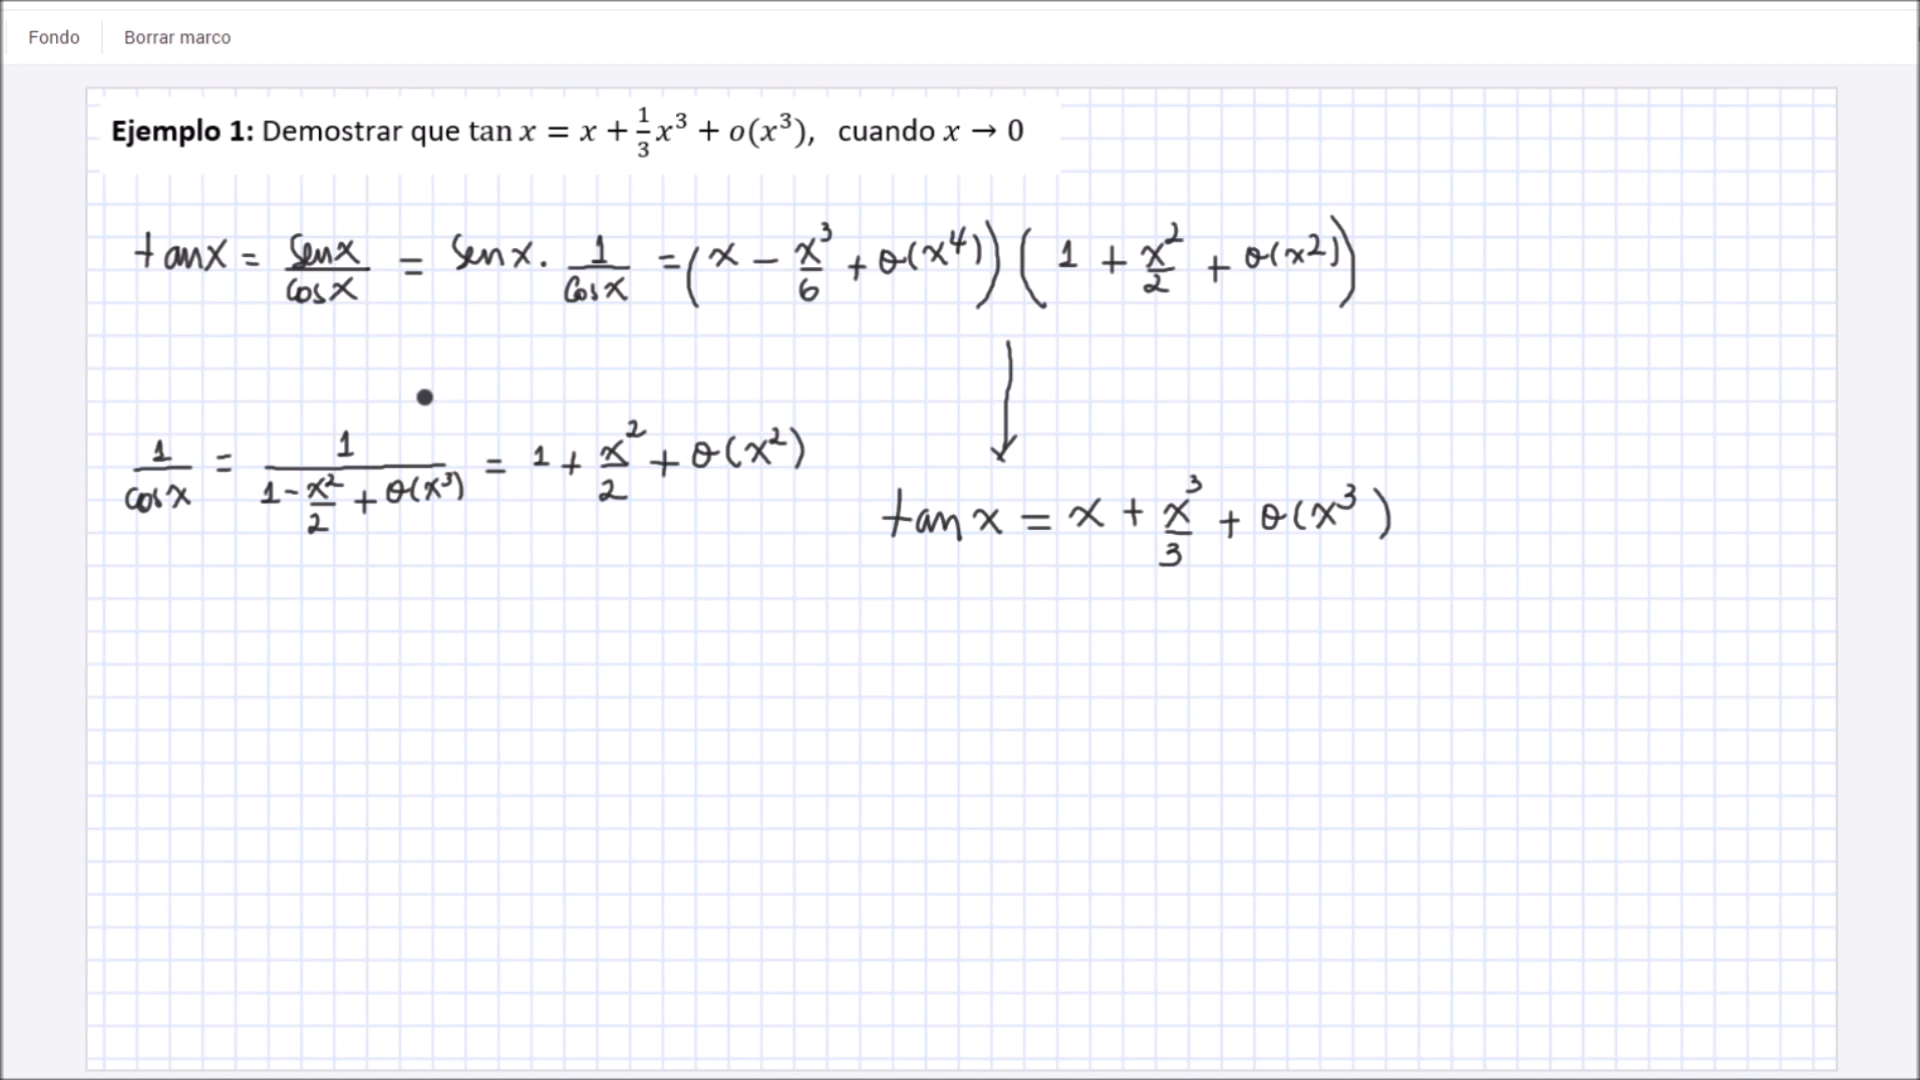 Fondo Borrar marco
Ejemplo 1: Demostrar que tan x = x + 1/3 x³ + o(x³), cuando x → 0
tan x = sen x / cos x = sen x · 1/cos x = (x − x³/6 + o(x⁴)) (1 + x²/2 + o(x²))
1/cos x = 1/(1 − x²/2 + o(x³)) = 1 + x²/2 + o(x²)
tan x = x + x³/3 + o(x³)